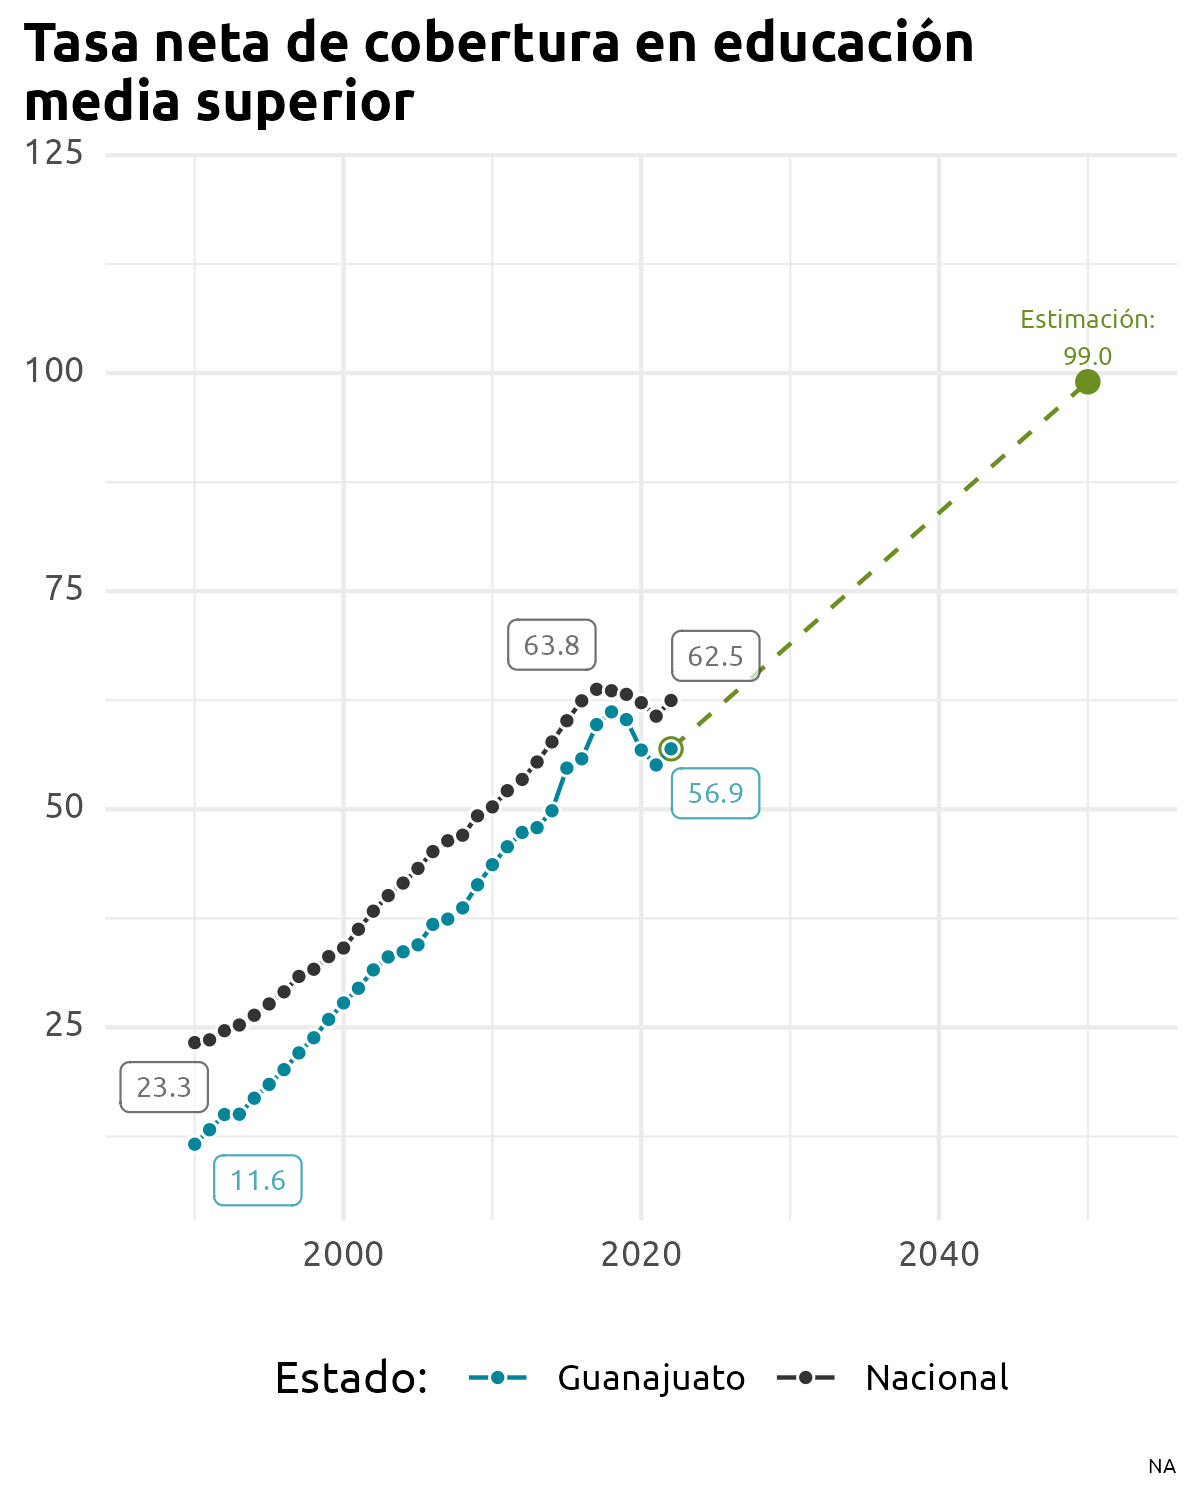 Tasa neta de cobertura en educación
media superior
125
Estimación:
99.0
100
75
63.8
62.5
56.9
50
25
23.3
11.6
2000 2020 2040
Estado: Guanajuato Nacional
NA